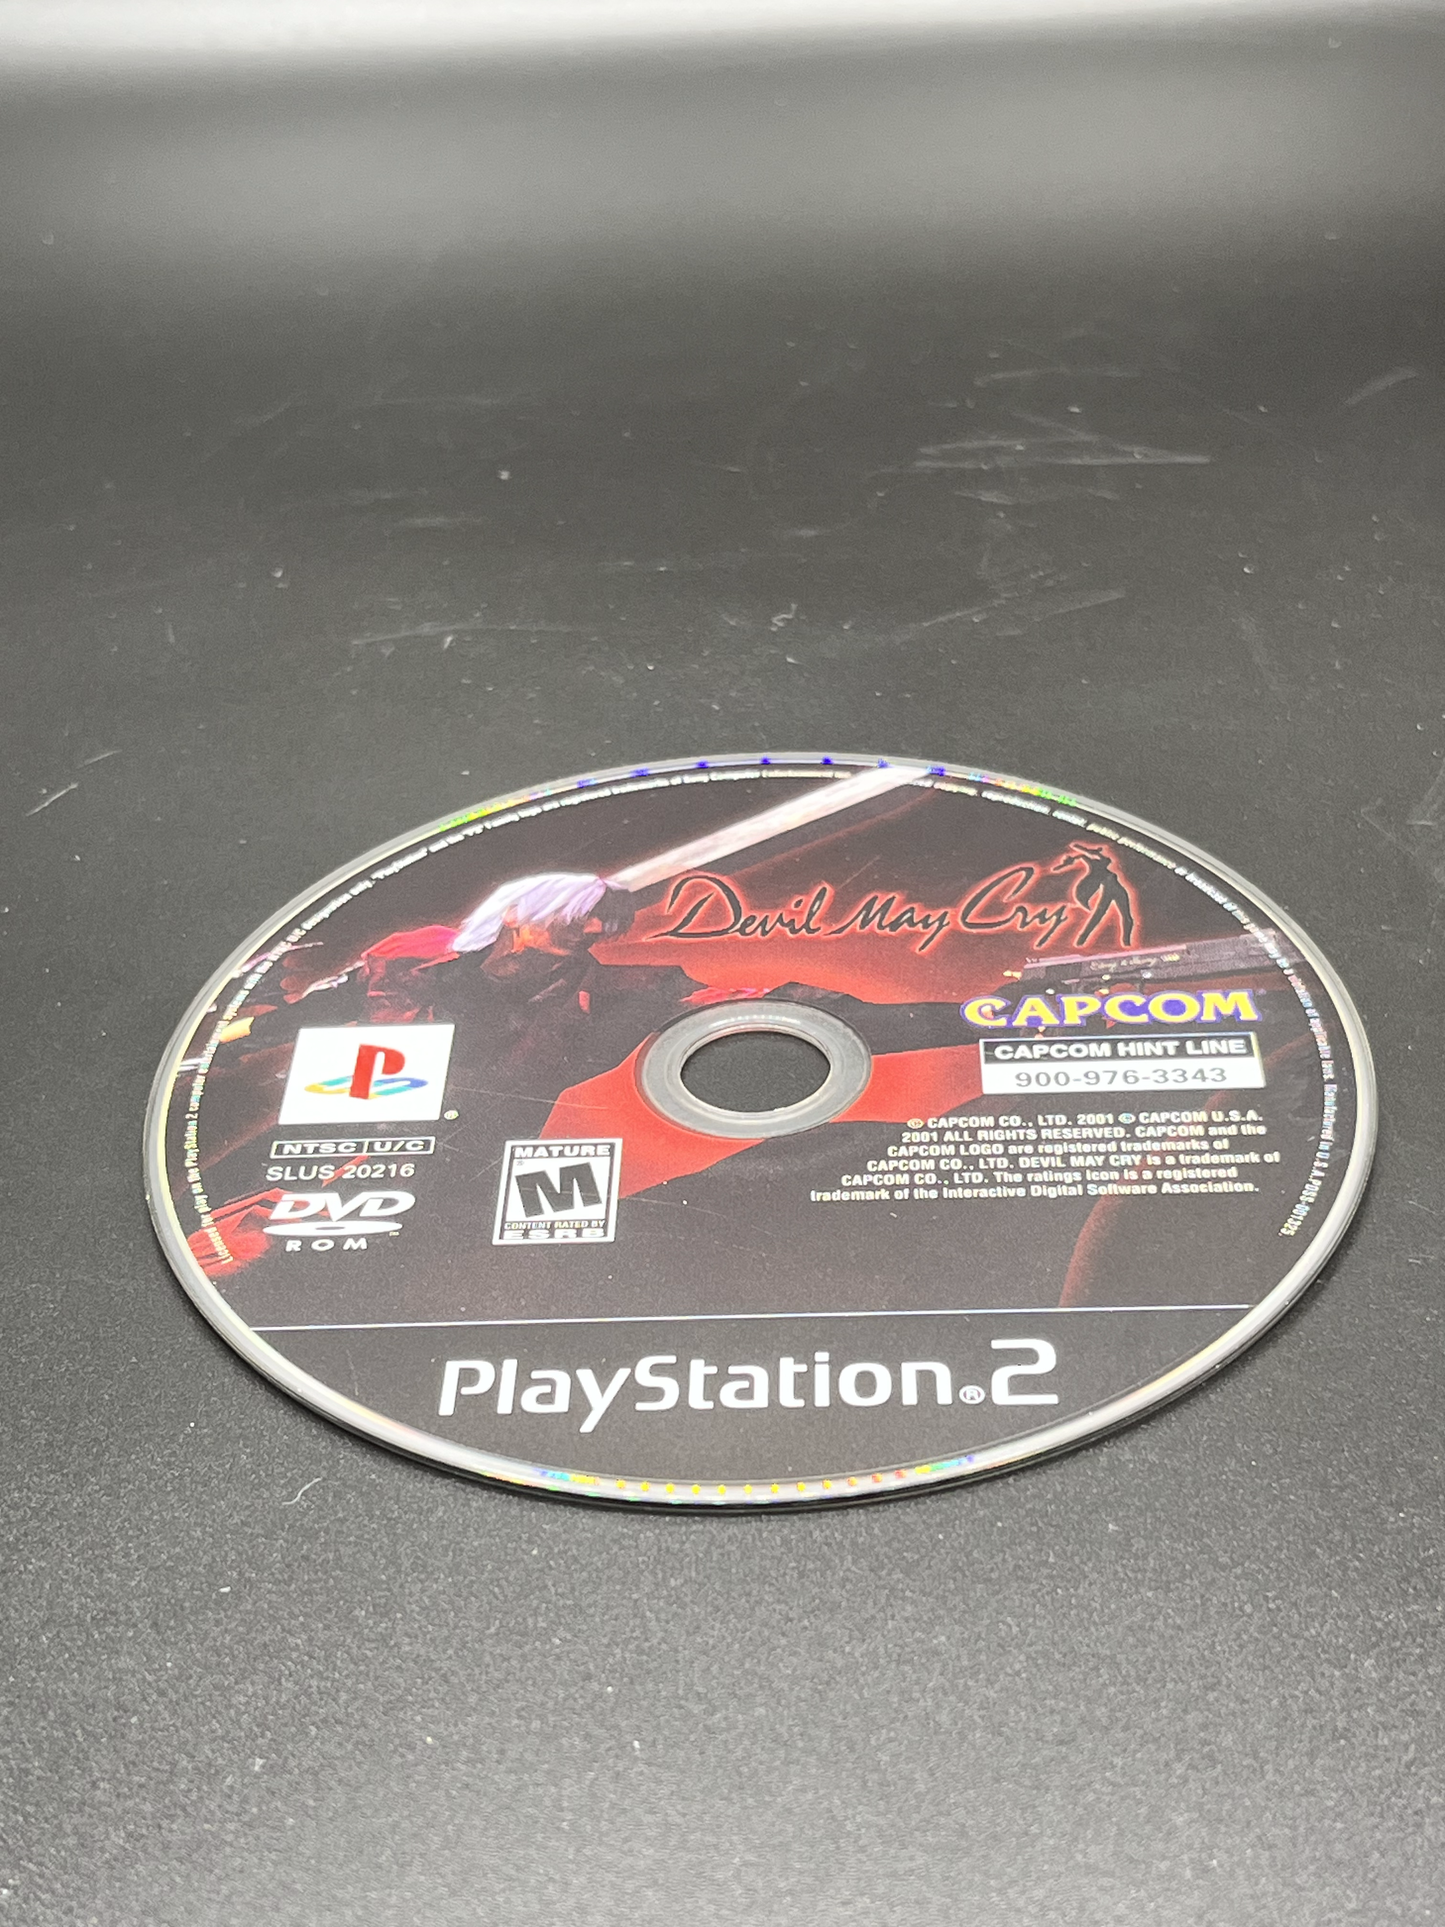 Devil May Cry
CAPCOM
CAPCOM HINT LINE
900-976-3343
NTSC U/C
SLUS 20216
DVD
ROM
MATURE
M
CONTENT RATED BY
ESRB
© CAPCOM CO., LTD. 2001 © CAPCOM U.S.A.
2001 ALL RIGHTS RESERVED. CAPCOM and the
CAPCOM LOGO are registered trademarks of
CAPCOM CO., LTD. DEVIL MAY CRY is a trademark of
CAPCOM CO., LTD. The ratings icon is a registered
trademark of the Interactive Digital Software Association.
PlayStation®2